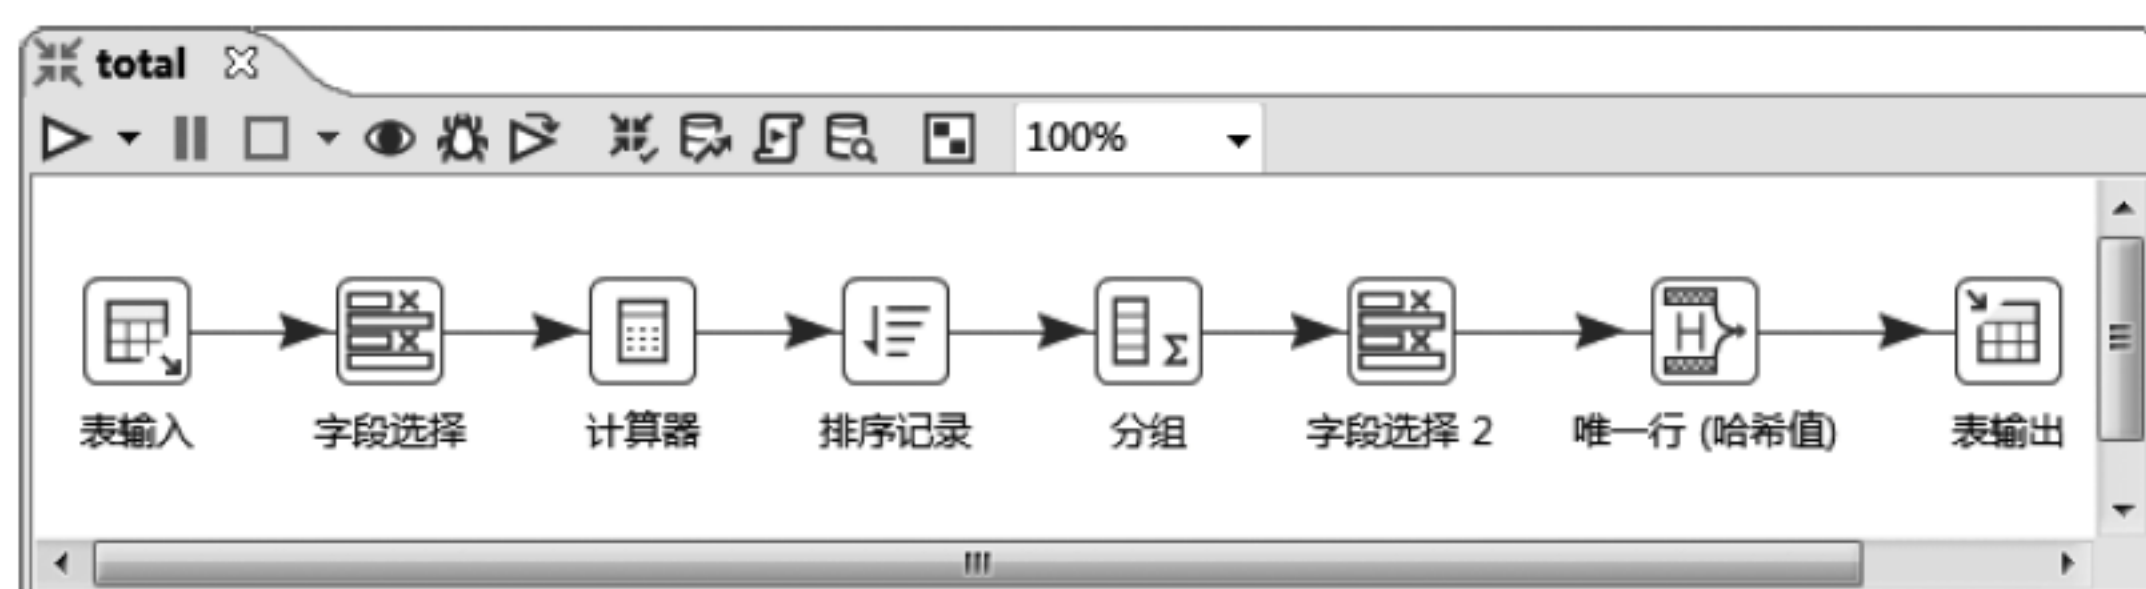 total
100%
表输入
字段选择
计算器
排序记录
分组
字段选择 2
唯一行 (哈希值)
表输出